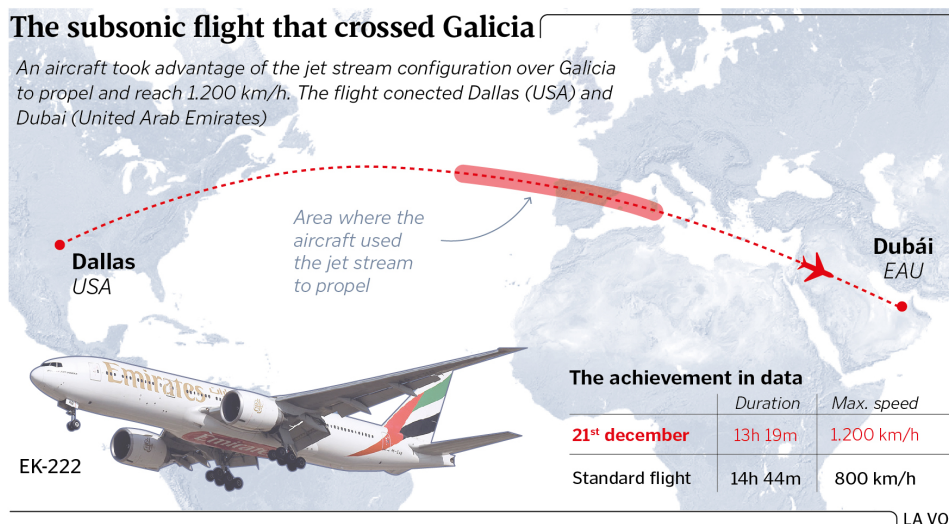 The subsonic flight that crossed Galicia
An aircraft took advantage of the jet stream configuration over Galicia
to propel and reach 1.200 km/h. The flight conected Dallas (USA) and
Dubai (United Arab Emirates)
Area where the
aircraft used
the jet stream
to propel
Dallas
USA
Dubái
EAU
Emirates
Emirates
EK-222
The achievement in data
Duration Max. speed
21st december 13h 19m 1,200 km/h
Standard flight 14h 44m 800 km/h
LA VO